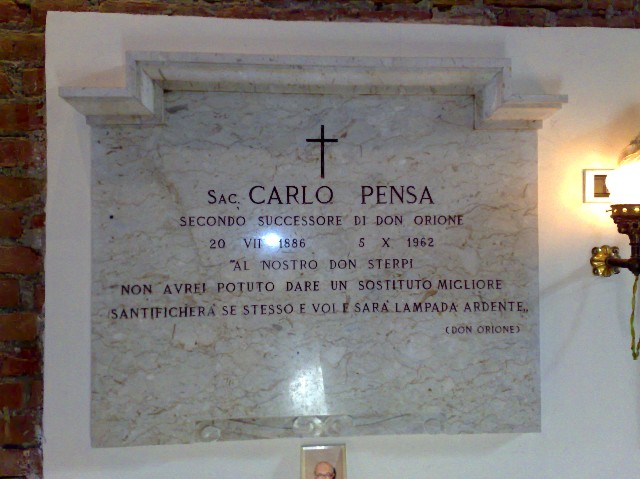 SAC. CARLO PENSA
SECONDO SUCCESSORE DI DON ORIONE
20 VII 1886 5 X 1962
"AL NOSTRO DON STERPI
NON AVREI POTUTO DARE UN SOSTITUTO MIGLIORE
SANTIFICHERÀ SE STESSO E VOI E SARÀ LAMPADA ARDENTE„
(DON ORIONE)